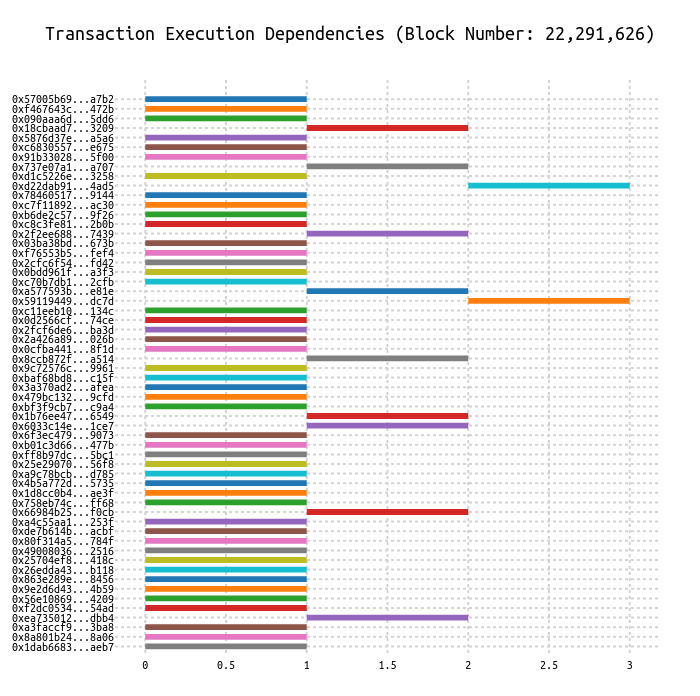 Transaction Execution Dependencies (Block Number: 22,291,626)
0x57005b69...a7b2
0xf467643c...472b
0x090aaa6d...5dd6
0x18cbaad7...3209
0x5876d37e...a5a6
0xc6830557...e675
0x91b33028...5f00
0x737e07a1...a707
0xd1c5226e...3258
0xd22dab91...4ad5
0x78460517...9144
0xc7f11892...ac30
0xb6de2c57...9f26
0xc8c3fe81...2b0b
0x2f2ee688...7439
0x03ba38bd...673b
0xf76553b5...fef4
0x2cfc6f54...fd42
0x0bdd961f...a3f3
0xc70b7db1...2cfb
0xa577593b...e81e
0x59119449...dc7d
0xc11eeb10...134c
0x0d2566cf...74ce
0x2fcf6de6...ba3d
0x2a426a89...026b
0x0cfba441...8f1d
0x8ccb872f...a514
0x9c72576c...9961
0xbaf68bd8...c15f
0x3a370ad2...afea
0x479bc132...9cfd
0xbf3f9cb7...c9a4
0x1b76ee47...6549
0x6033c14e...1ce7
0x6f3ec479...9073
0xb01c3d66...477b
0xff8b97dc...5bc1
0x25e29070...56f8
0xa9c78bcb...d785
0x4b5a772d...5735
0x1d8cc0b4...ae3f
0x758eb74c...ff68
0x66984b25...f0cb
0xa4c55aa1...253f
0xde7b614b...acbf
0x80f314a5...784f
0x49008036...2516
0x25704ef8...418c
0x26edda43...b118
0x863e289e...8456
0x9e2d6d43...4b59
0x56e10869...4209
0xf2dc0534...54ad
0xea735012...dbb4
0xa3faccf9...3ba8
0x8a801b24...8a06
0x1dab6683...aeb7
0 0.5 1 1.5 2 2.5 3